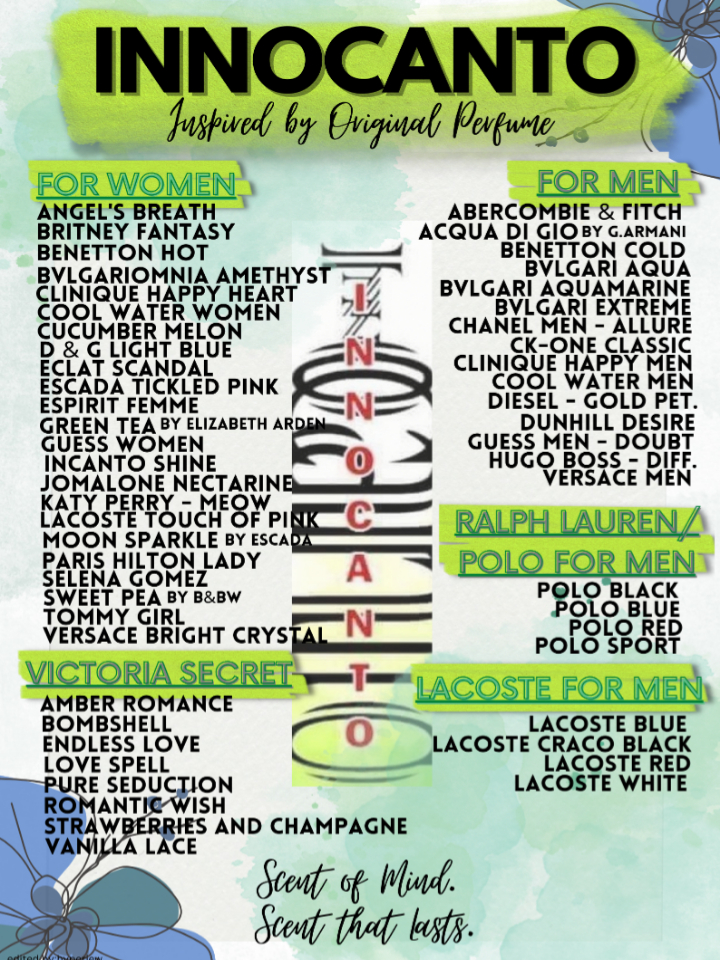 INNOCANTO
Inspired by Original Perfume
FOR WOMEN
ANGEL'S BREATH
BRITNEY FANTASY
BENETTON HOT
BVLGARIOMNIA AMETHYST
CLINIQUE HAPPY HEART
COOL WATER WOMEN
CUCUMBER MELON
D & G LIGHT BLUE
ECLAT SCANDAL
ESCADA TICKLED PINK
ESPIRIT FEMME
GREEN TEA BY ELIZABETH ARDEN
GUESS WOMEN
INCANTO SHINE
JOMALONE NECTARINE
KATY PERRY - MEOW
LACOSTE TOUCH OF PINK
MOON SPARKLE BY ESCADA
PARIS HILTON LADY
SELENA GOMEZ
SWEET PEA BY B&BW
TOMMY GIRL
VERSACE BRIGHT CRYSTAL
VICTORIA SECRET
AMBER ROMANCE
BOMBSHELL
ENDLESS LOVE
LOVE SPELL
PURE SEDUCTION
ROMANTIC WISH
STRAWBERRIES AND CHAMPAGNE
VANILLA LACE
INNOCANTO
FOR MEN
ABERCOMBIE & FITCH
ACQUA DI GIO BY G.ARMANI
BENETTON COLD
BVLGARI AQUA
BVLGARI AQUAMARINE
BVLGARI EXTREME
CHANEL MEN - ALLURE
CK-ONE CLASSIC
CLINIQUE HAPPY MEN
COOL WATER MEN
DIESEL - GOLD PET.
DUNHILL DESIRE
GUESS MEN - DOUBT
HUGO BOSS - DIFF.
VERSACE MEN
RALPH LAUREN/
POLO FOR MEN
POLO BLACK
POLO BLUE
POLO RED
POLO SPORT
LACOSTE FOR MEN
LACOSTE BLUE
LACOSTE CRACO BLACK
LACOSTE RED
LACOSTE WHITE
Scent of Mind.
Scent that lasts.
edited by